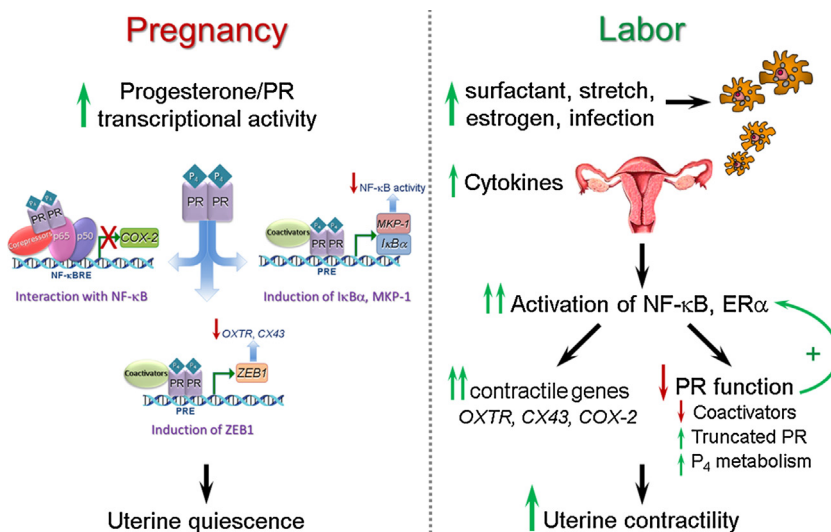 Pregnancy
Progesterone/PR
transcriptional activity
P4 P4
PR PR
PR PR
Corepressors
p65
p50
COX-2
NF-κBRE
Interaction with NF-κB
NF-κB activity
MKP-1
IκBα
Coactivators
PR PR
PRE
Induction of IκBα, MKP-1
OXTR, CX43
Coactivators
PR PR
ZEB1
PRE
Induction of ZEB1
Uterine quiescence
Labor
surfactant, stretch,
estrogen, infection
Cytokines
Activation of NF-κB, ERα
+
contractile genes
OXTR, CX43, COX-2
PR function
Coactivators
Truncated PR
P4 metabolism
Uterine contractility